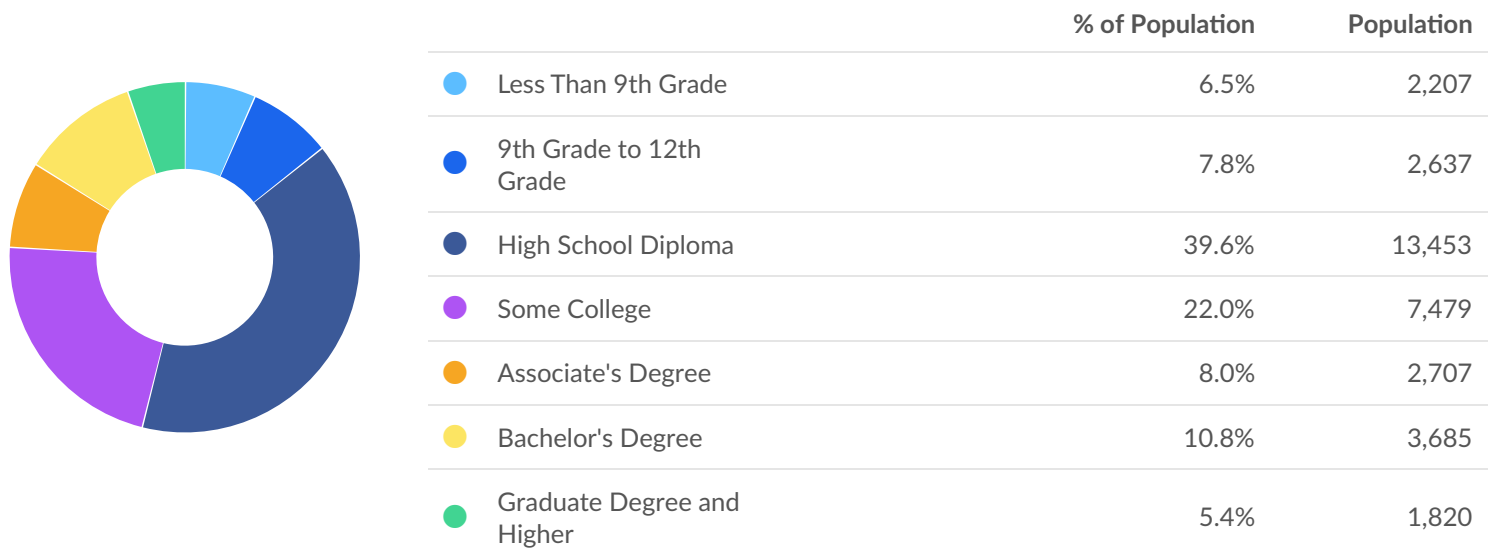 % of Population Population
Less Than 9th Grade 6.5% 2,207
9th Grade to 12th
Grade 7.8% 2,637
High School Diploma 39.6% 13,453
Some College 22.0% 7,479
Associate's Degree 8.0% 2,707
Bachelor's Degree 10.8% 3,685
Graduate Degree and
Higher 5.4% 1,820